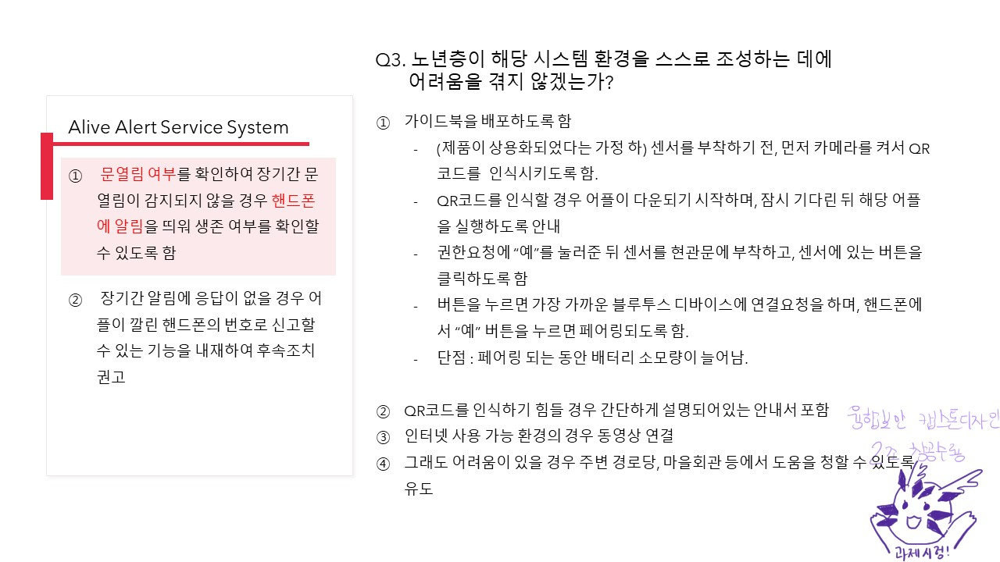 Q3. 노년층이 해당 시스템 환경을 스스로 조성하는 데에
어려움을 겪지 않겠는가?
Alive Alert Service System
① 문열림 여부를 확인하여 장기간 문
열림이 감지되지 않을 경우 핸드폰
에 알림을 띄워 생존 여부를 확인할
수 있도록 함
② 장기간 알림에 응답이 없을 경우 어
플이 깔린 핸드폰의 번호로 신고할
수 있는 기능을 내재하여 후속조치
권고
① 가이드북을 배포하도록 함
- (제품이 상용화되었다는 가정 하) 센서를 부착하기 전, 먼저 카메라를 켜서 QR
코드를 인식시키도록 함.
- QR코드를 인식할 경우 어플이 다운되기 시작하며, 잠시 기다린 뒤 해당 어플
을 실행하도록 안내
- 권한요청에 “예”를 눌러준 뒤 센서를 현관문에 부착하고, 센서에 있는 버튼을
클릭하도록 함
- 버튼을 누르면 가장 가까운 블루투스 디바이스에 연결요청을 하며, 핸드폰에
서 “예” 버튼을 누르면 페어링되도록 함.
- 단점 : 페어링 되는 동안 배터리 소모량이 늘어남.
② QR코드를 인식하기 힘들 경우 간단하게 설명되어있는 안내서 포함
③ 인터넷 사용 가능 환경의 경우 동영상 연결
④ 그래도 어려움이 있을 경우 주변 경로당, 마을회관 등에서 도움을 청할 수 있도록
유도
융합보안 캡스톤디자인
2조
과제시렁!